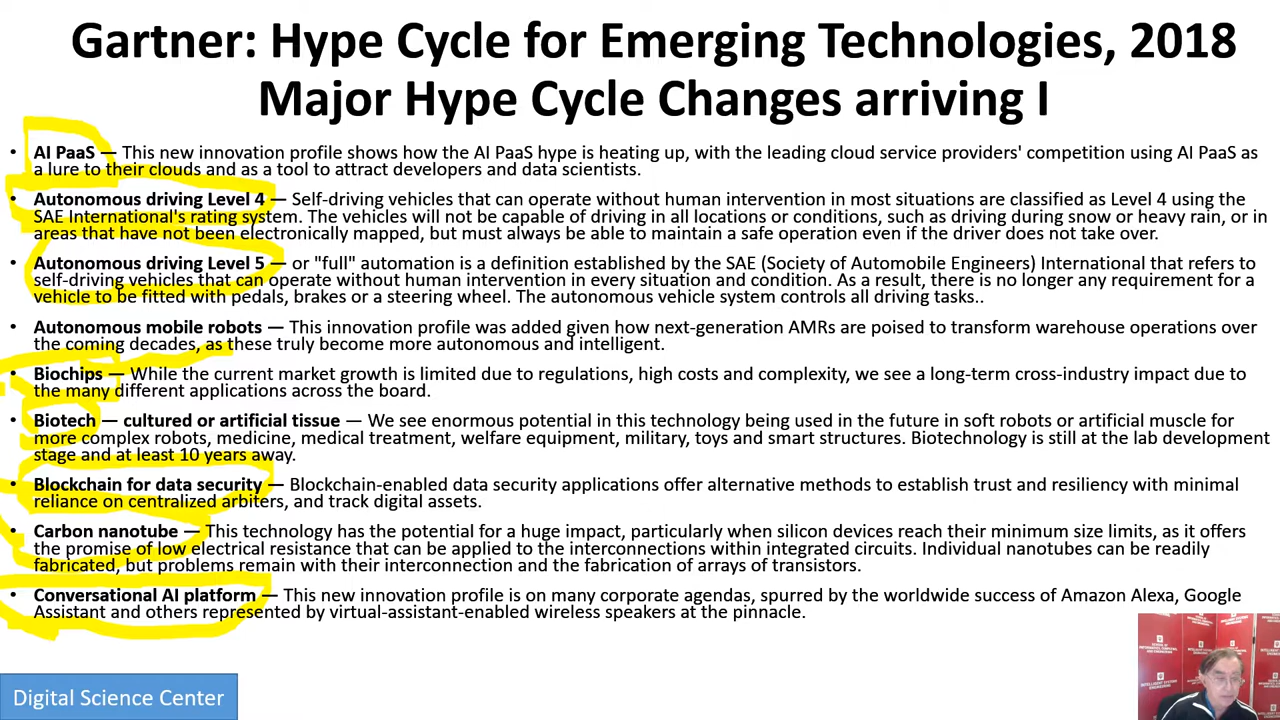 Gartner: Hype Cycle for Emerging Technologies, 2018
Major Hype Cycle Changes arriving I
• AI PaaS — This new innovation profile shows how the AI PaaS hype is heating up, with the leading cloud service providers' competition using AI PaaS as
a lure to their clouds and as a tool to attract developers and data scientists.
• Autonomous driving Level 4 — Self-driving vehicles that can operate without human intervention in most situations are classified as Level 4 using the
SAE International's rating system. The vehicles will not be capable of driving in all locations or conditions, such as driving during snow or heavy rain, or in
areas that have not been electronically mapped, but must always be able to maintain a safe operation even if the driver does not take over.
• Autonomous driving Level 5 — or "full" automation is a definition established by the SAE (Society of Automobile Engineers) International that refers to
self-driving vehicles that can operate without human intervention in every situation and condition. As a result, there is no longer any requirement for a
vehicle to be fitted with pedals, brakes or a steering wheel. The autonomous vehicle system controls all driving tasks..
• Autonomous mobile robots — This innovation profile was added given how next-generation AMRs are poised to transform warehouse operations over
the coming decades, as these truly become more autonomous and intelligent.
• Biochips — While the current market growth is limited due to regulations, high costs and complexity, we see a long-term cross-industry impact due to
the many different applications across the board.
• Biotech — cultured or artificial tissue — We see enormous potential in this technology being used in the future in soft robots or artificial muscle for
more complex robots, medicine, medical treatment, welfare equipment, military, toys and smart structures. Biotechnology is still at the lab development
stage and at least 10 years away.
• Blockchain for data security — Blockchain-enabled data security applications offer alternative methods to establish trust and resiliency with minimal
reliance on centralized arbiters, and track digital assets.
• Carbon nanotube — This technology has the potential for a huge impact, particularly when silicon devices reach their minimum size limits, as it offers
the promise of low electrical resistance that can be applied to the interconnections within integrated circuits. Individual nanotubes can be readily
fabricated, but problems remain with their interconnection and the fabrication of arrays of transistors.
• Conversational AI platform — This new innovation profile is on many corporate agendas, spurred by the worldwide success of Amazon Alexa, Google
Assistant and others represented by virtual-assistant-enabled wireless speakers at the pinnacle.
Digital Science Center